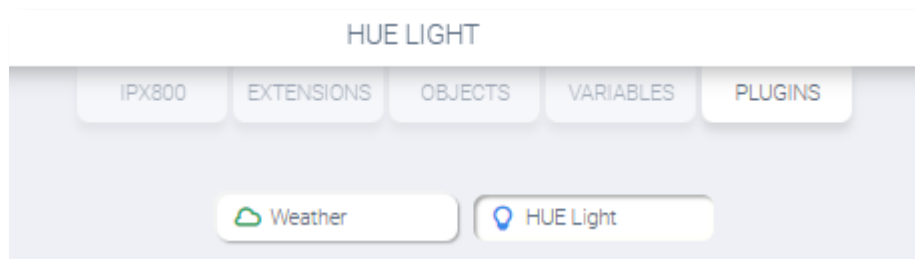 HUE LIGHT
IPX800 EXTENSIONS OBJECTS VARIABLES PLUGINS
Weather HUE Light